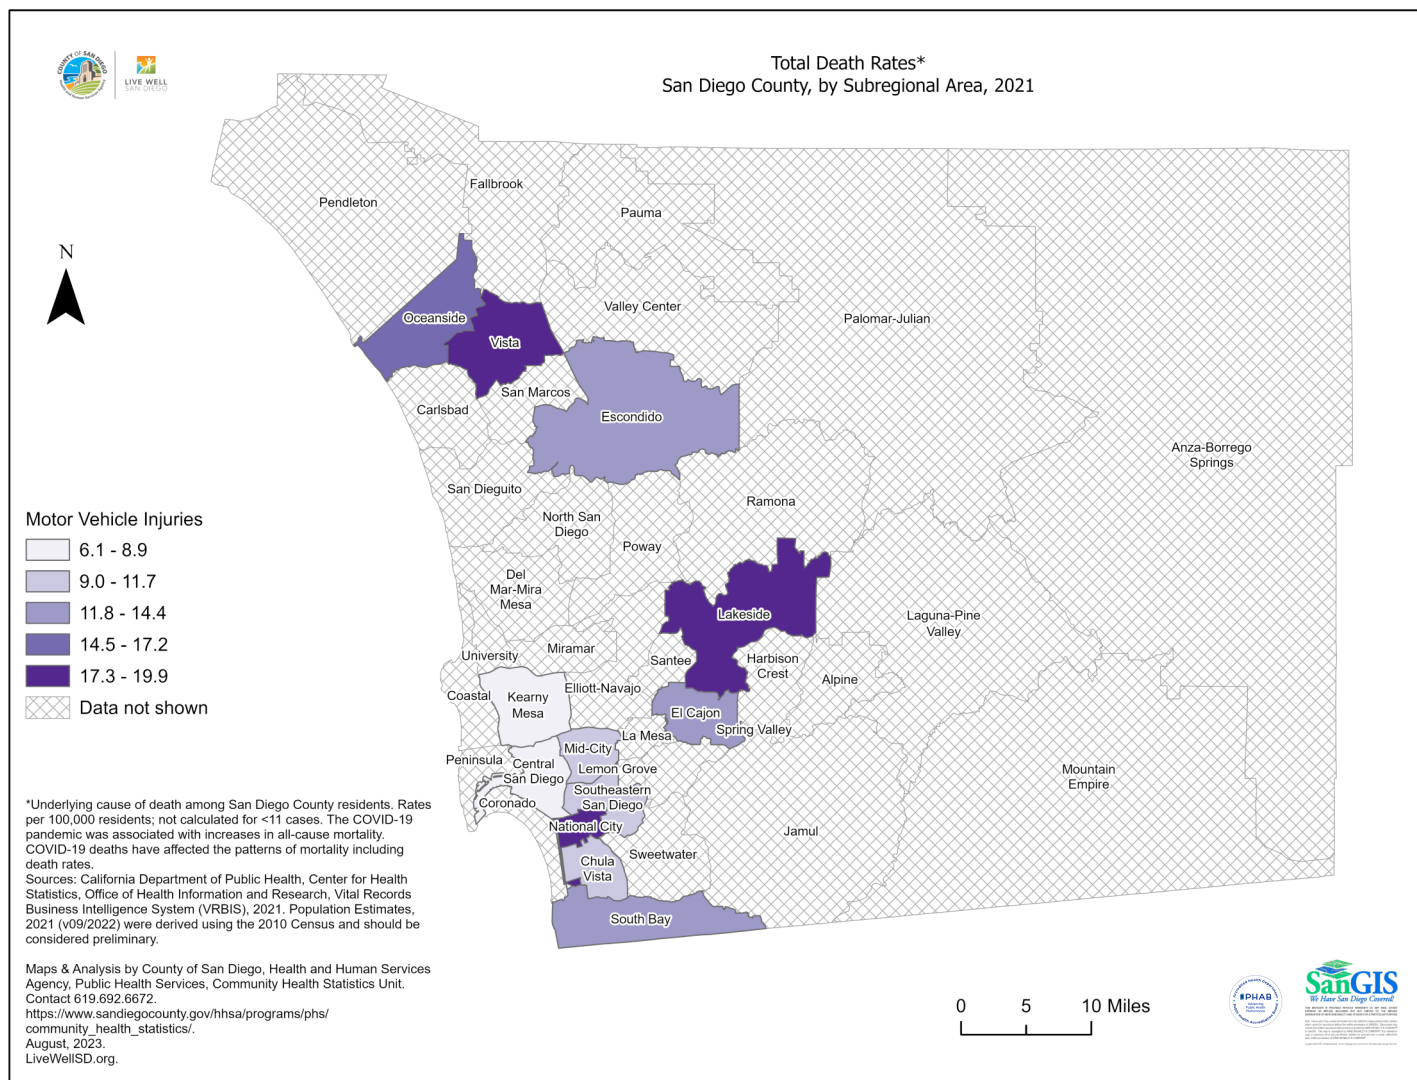 COUNTY OF SAN DIEGO
LIVE WELL
SAN DIEGO
Total Death Rates*
San Diego County, by Subregional Area, 2021
N
Fallbrook
Pendleton
Pauma
Valley Center
Oceanside
Palomar-Julian
Vista
San Marcos
Carlsbad
Escondido
Anza-Borrego
Springs
San Dieguito
Ramona
North San
Diego
Poway
Del
Mar-Mira
Mesa
Lakeside
Laguna-Pine
Valley
Miramar
University
Santee
Harbison
Crest
Alpine
Elliott-Navajo
Coastal
Kearny
Mesa
El Cajon
Spring Valley
La Mesa
Mid-City
Peninsula
Central
San Diego
Lemon Grove
Mountain
Empire
Southeastern
San Diego
Coronado
National City
Jamul
Sweetwater
Chula
Vista
South Bay
Motor Vehicle Injuries
6.1 - 8.9
9.0 - 11.7
11.8 - 14.4
14.5 - 17.2
17.3 - 19.9
Data not shown
*Underlying cause of death among San Diego County residents. Rates
per 100,000 residents; not calculated for <11 cases. The COVID-19
pandemic was associated with increases in all-cause mortality.
COVID-19 deaths have affected the patterns of mortality including
death rates.
Sources: California Department of Public Health, Center for Health
Statistics, Office of Health Information and Research, Vital Records
Business Intelligence System (VRBIS), 2021. Population Estimates,
2021 (v09/2022) were derived using the 2010 Census and should be
considered preliminary.
Maps & Analysis by County of San Diego, Health and Human Services
Agency, Public Health Services, Community Health Statistics Unit.
Contact 619.692.6672.
https://www.sandiegocounty.gov/hhsa/programs/phs/
community_health_statistics/.
August, 2023.
LiveWellSD.org.
0 5 10 Miles
PHAB
SanGIS
We Have San Diego Covered!